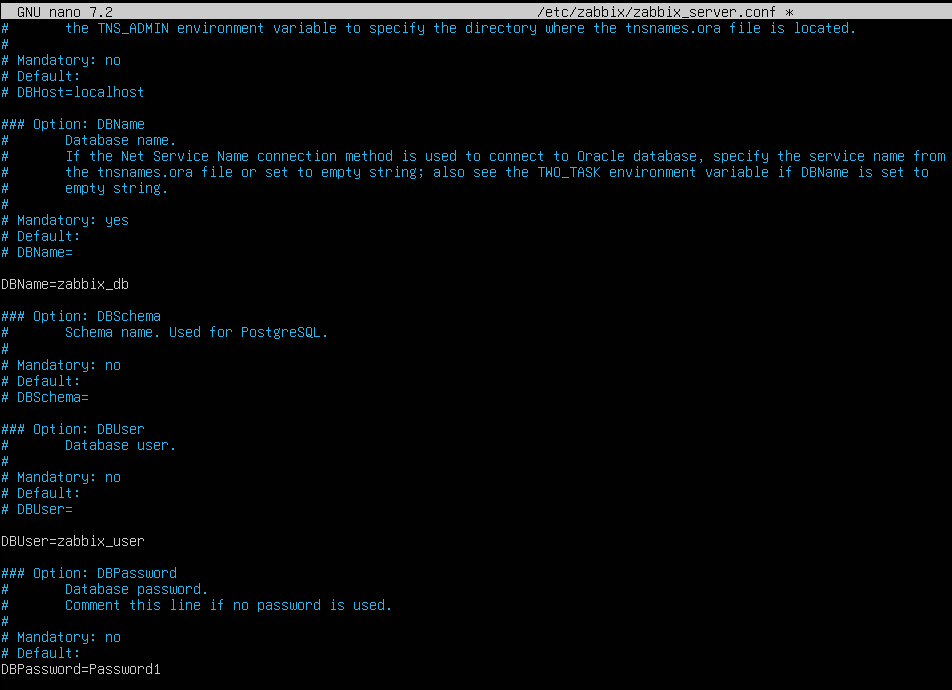 GNU nano 7.2 /etc/zabbix/zabbix_server.conf *
# the TNS_ADMIN environment variable to specify the directory where the tnsnames.ora file is located.
#
# Mandatory: no
# Default:
# DBHost=localhost
### Option: DBName
# Database name.
# If the Net Service Name connection method is used to connect to Oracle database, specify the service name from
# the tnsnames.ora file or set to empty string; also see the TWO_TASK environment variable if DBName is set to
# empty string.
#
# Mandatory: yes
# Default:
# DBName=
DBName=zabbix_db
### Option: DBSchema
# Schema name. Used for PostgreSQL.
#
# Mandatory: no
# Default:
# DBSchema=
### Option: DBUser
# Database user.
#
# Mandatory: no
# Default:
# DBUser=
DBUser=zabbix_user
### Option: DBPassword
# Database password.
# Comment this line if no password is used.
#
# Mandatory: no
# Default:
DBPassword=Password1